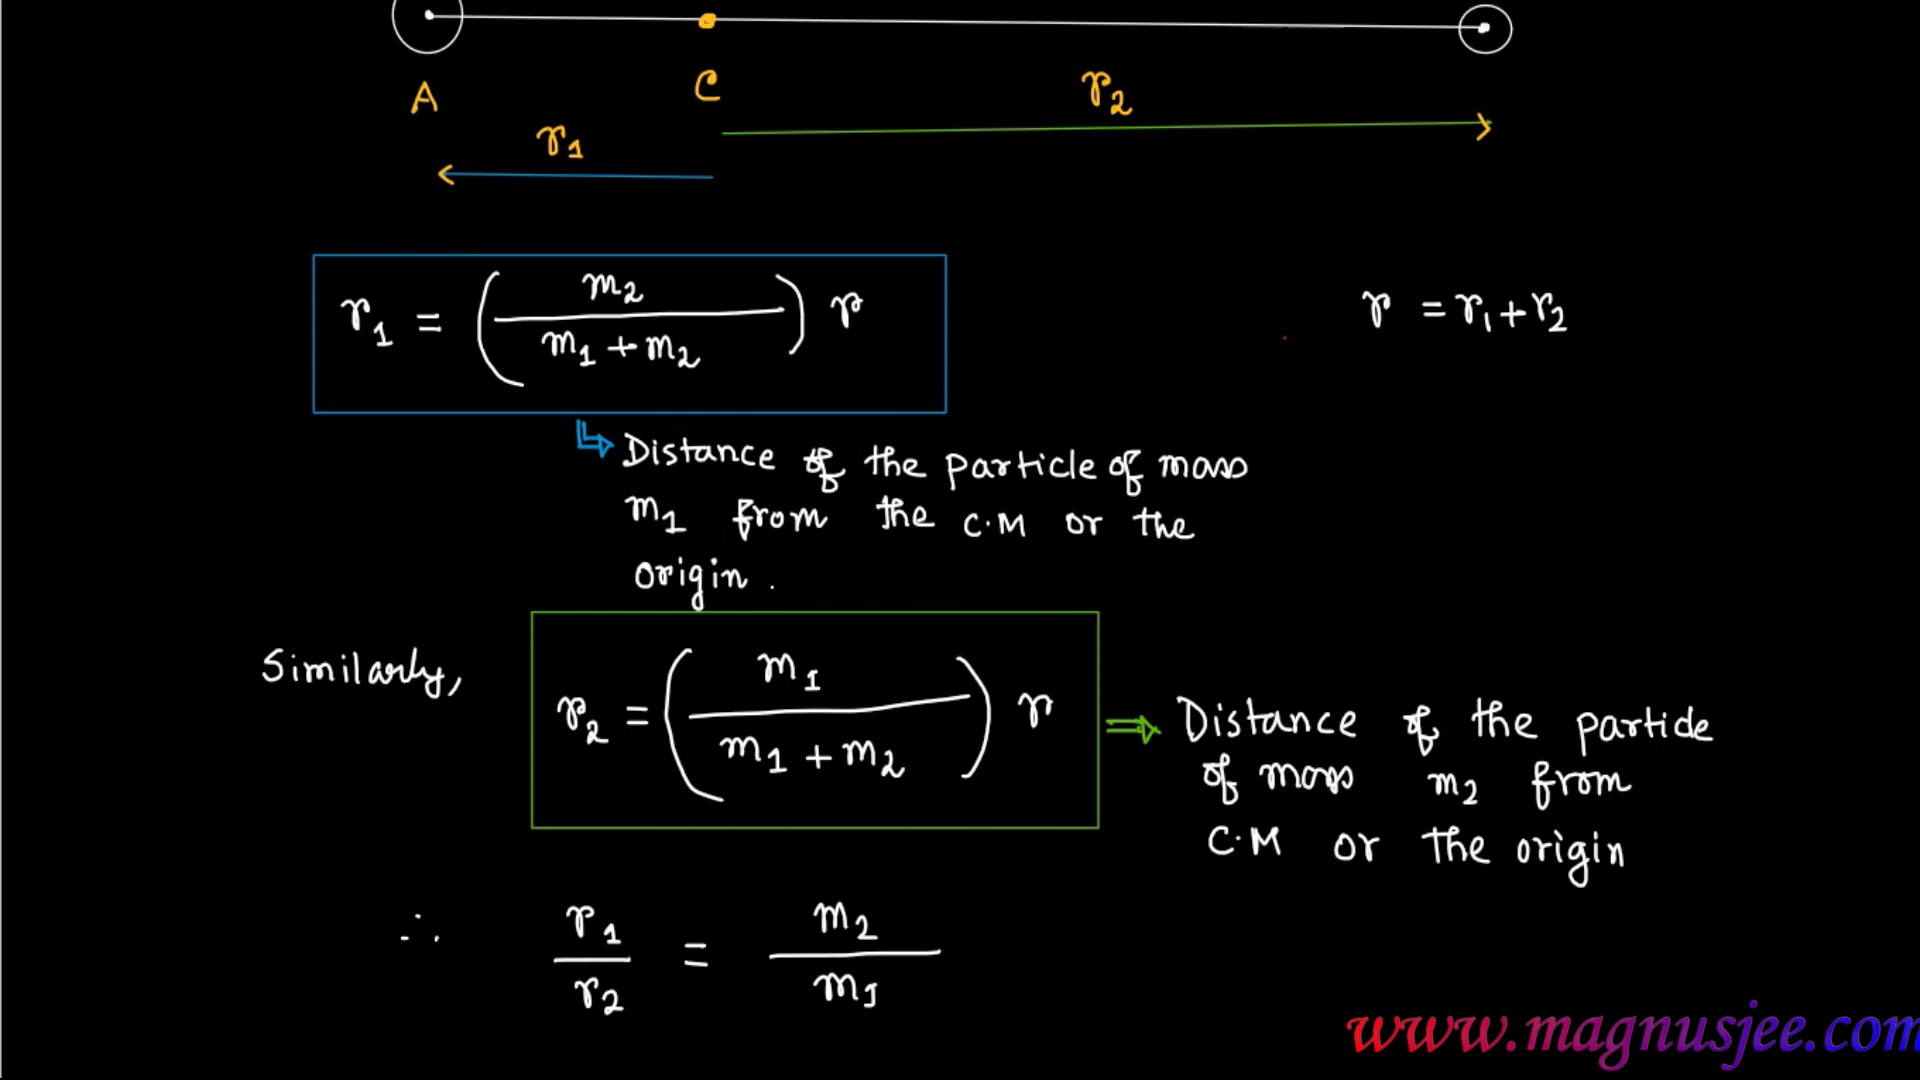 A
C
r₂
r₁
r₁ = (m₂ / (m₁ + m₂)) r
r = r₁ + r₂
Distance of the particle of mass
m₁ from the C.M or the
origin.
Similarly,
r₂ = (m₁ / (m₁ + m₂)) r
Distance of the particle
of mass m₂ from
C.M or the origin
∴ r₁ / r₂ = m₂ / m₁
www.magnusjee.com